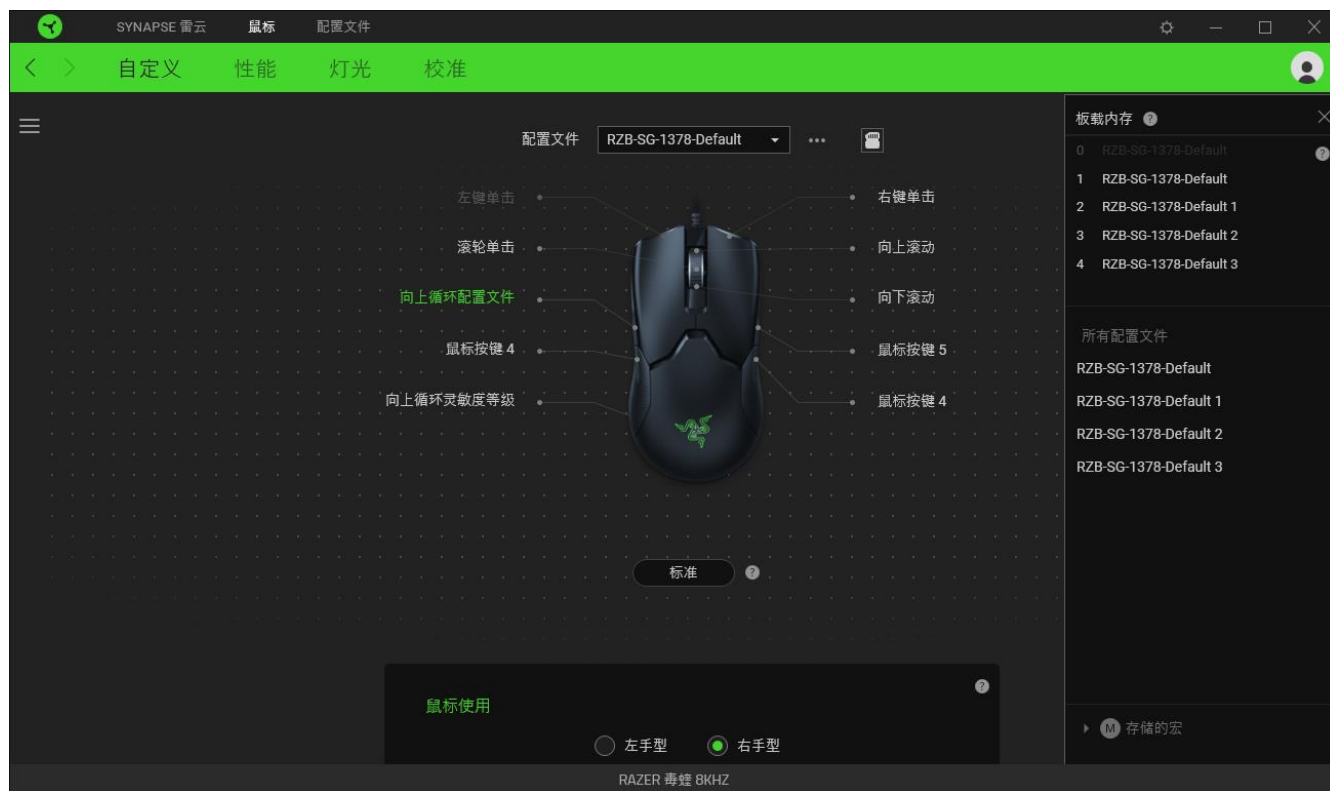 SYNAPSE 雷云 鼠标 配置文件
自定义 性能 灯光 校准
配置文件 RZB-SG-1378-Default
左键单击
滚轮单击
向上循环配置文件
鼠标按键 4
向上循环灵敏度等级
右键单击
向上滚动
向下滚动
鼠标按键 5
鼠标按键 4
标准 ?
鼠标使用 ?
左手型 右手型
板载内存 ?
0 RZB-SG-1378-Default ?
1 RZB-SG-1378-Default
2 RZB-SG-1378-Default 1
3 RZB-SG-1378-Default 2
4 RZB-SG-1378-Default 3
所有配置文件
RZB-SG-1378-Default
RZB-SG-1378-Default 1
RZB-SG-1378-Default 2
RZB-SG-1378-Default 3
M 存储的宏
RAZER 毒蝰 8KHZ